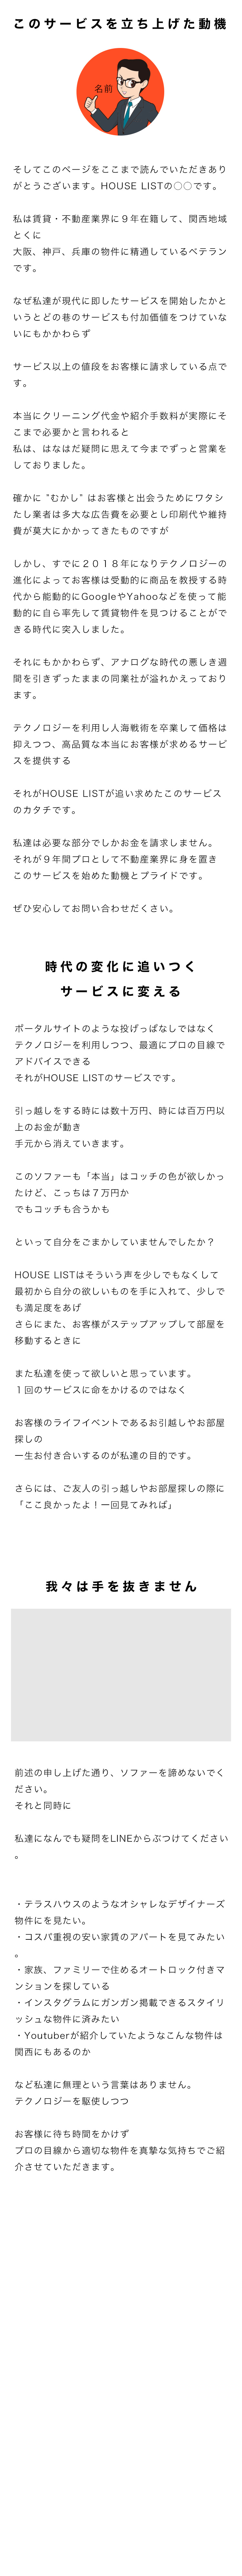 このサービスを立ち上げた動機
名前
そしてこのページをここまで読んでいただきあり
がとうございます。HOUSE LISTの〇〇です。
私は賃貸・不動産業界に９年在籍して、関西地域
とくに
大阪、神戸、兵庫の物件に精通しているベテラン
です。
なぜ私達が現代に即したサービスを開始したかと
いうとどの巷のサービスも付加価値をつけていな
いにもかかわらず
サービス以上の値段をお客様に請求している点で
す。
本当にクリーニング代金や紹介手数料が実際にそ
こまで必要かと言われると
私は、はなはだ疑問に思えて今までずっと営業を
しておりました。
確かに "むかし" はお客様と出会うためにワタシ
たし業者は多大な広告費を必要とし印刷代や維持
費が莫大にかかってきたものですが
しかし、すでに２０１８年になりテクノロジーの
進化によってお客様は受動的に商品を教授する時
代から能動的にGoogleやYahooなどを使って能
動的に自ら率先して賃貸物件を見つけることがで
きる時代に突入しました。
それにもかかわらず、アナログな時代の悪しき週
間を引きずったままの同業社が溢れかえっており
ます。
テクノロジーを利用し人海戦術を卒業して価格は
抑えつつ、高品質な本当にお客様が求めるサービ
スを提供する
それがHOUSE LISTが追い求めたこのサービス
のカタチです。
私達は必要な部分でしかお金を請求しません。
それが９年間プロとして不動産業界に身を置き
このサービスを始めた動機とプライドです。
ぜひ安心してお問い合わせだくさい。
時代の変化に追いつく
サービスに変える
ポータルサイトのような投げっぱなしではなく
テクノロジーを利用しつつ、最適にプロの目線で
アドバイスできる
それがHOUSE LISTのサービスです。
引っ越しをする時には数十万円、時には百万円以
上のお金が動き
手元から消えていきます。
このソファーも「本当」はコッチの色が欲しかっ
たけど、こっちは７万円か
でもコッチも合うかも
といって自分をごまかしていませんでしたか？
HOUSE LISTはそういう声を少しでもなくして
最初から自分の欲しいものを手に入れて、少しで
も満足度をあげ
さらにまた、お客様がステップアップして部屋を
移動するときに
また私達を使って欲しいと思っています。
１回のサービスに命をかけるのではなく
お客様のライフイベントであるお引越しやお部屋
探しの
一生お付き合いするのが私達の目的です。
さらには、ご友人の引っ越しやお部屋探しの際に
「ここ良かったよ！一回見てみれば」
我々は手を抜きません
前述の申し上げた通り、ソファーを諦めないでく
ださい。
それと同時に
私達になんでも疑問をLINEからぶつけてください
。
・テラスハウスのようなオシャレなデザイナーズ
物件にを見たい。
・コスパ重視の安い家賃のアパートを見てみたい
。
・家族、ファミリーで住めるオートロック付きマ
ンションを探している
・インスタグラムにガンガン掲載できるスタイリ
ッシュな物件に済みたい
・Youtuberが紹介していたようなこんな物件は
関西にもあるのか
など私達に無理という言葉はありません。
テクノロジーを駆使しつつ
お客様に待ち時間をかけず
プロの目線から適切な物件を真摯な気持ちでご紹
介させていただきます。